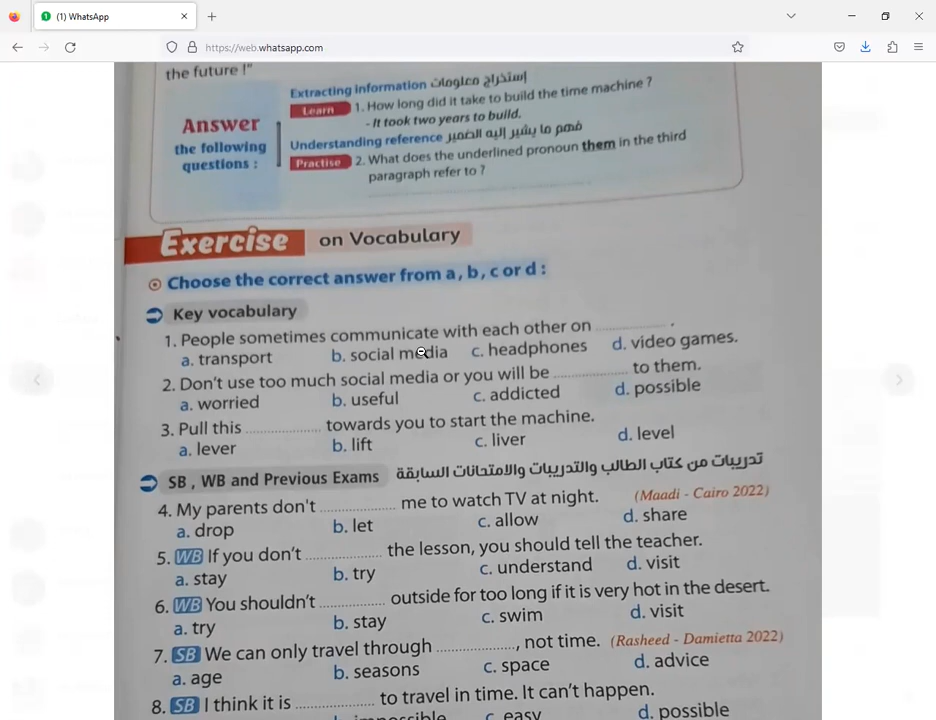 (1) WhatsApp
https://web.whatsapp.com
the future !"
Extracting information إستخراج معلومات
Learn 1. How long did it take to build the time machine ?
- It took two years to build.
Answer
the following
questions :
Understanding reference فهم ما يشير إليه الضمير
Practise 2. What does the underlined pronoun them in the third
paragraph refer to ?
Exercise on Vocabulary
Choose the correct answer from a, b, c or d :
Key vocabulary
1. People sometimes communicate with each other on .................. .
a. transport b. social media c. headphones d. video games.
2. Don't use too much social media or you will be .................. to them.
a. worried b. useful c. addicted d. possible
3. Pull this .................. towards you to start the machine.
a. lever b. lift c. liver d. level
SB , WB and Previous Exams تدريبات من كتاب الطالب والتدريبات والامتحانات السابقة
4. My parents don't .................. me to watch TV at night. (Maadi - Cairo 2022)
a. drop b. let c. allow d. share
5. WB If you don't .................. the lesson, you should tell the teacher.
a. stay b. try c. understand d. visit
6. WB You shouldn't .................. outside for too long if it is very hot in the desert.
a. try b. stay c. swim d. visit
7. SB We can only travel through .................., not time. (Rasheed - Damietta 2022)
a. age b. seasons c. space d. advice
8. SB I think it is .................. to travel in time. It can't happen.
b. impossible c. easy d. possible